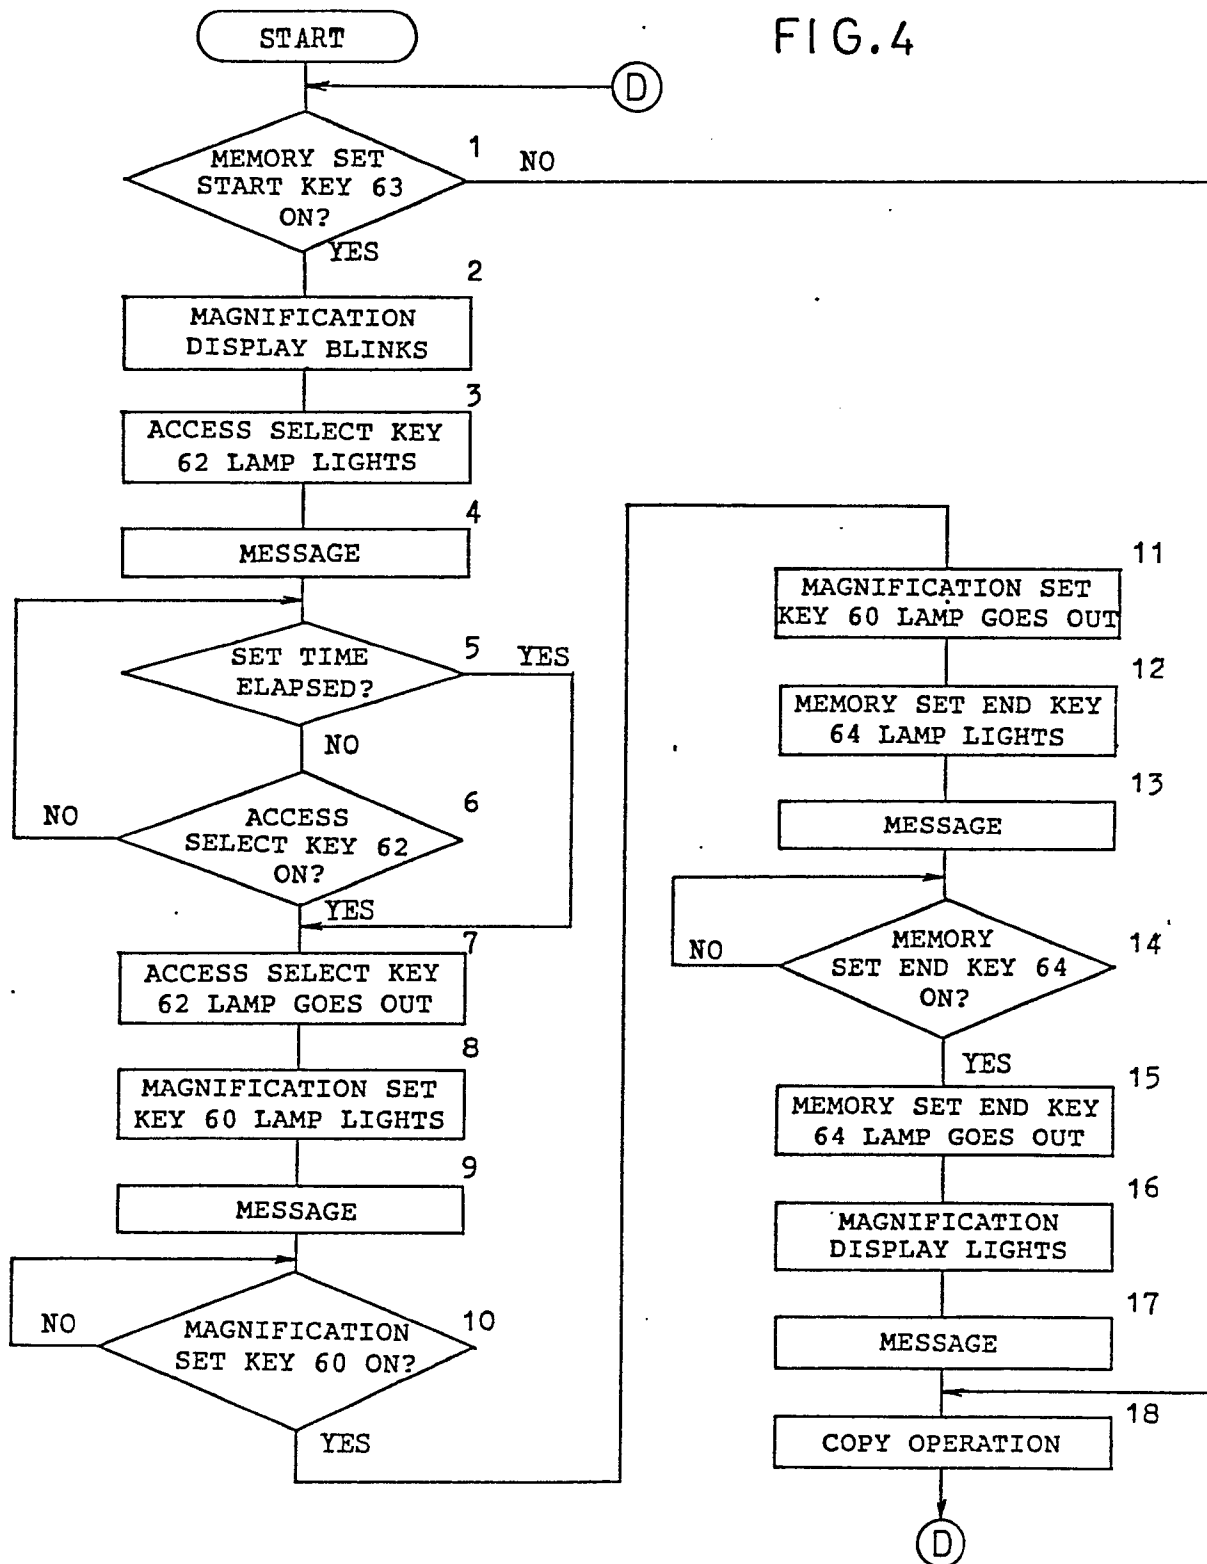 FIG.4
START
D
1
MEMORY SET
START KEY 63
ON?
NO
YES
2
MAGNIFICATION
DISPLAY BLINKS
3
ACCESS SELECT KEY
62 LAMP LIGHTS
4
MESSAGE
5
SET TIME
ELAPSED?
YES
NO
6
ACCESS
SELECT KEY 62
ON?
NO
YES
7
ACCESS SELECT KEY
62 LAMP GOES OUT
8
MAGNIFICATION SET
KEY 60 LAMP LIGHTS
9
MESSAGE
10
MAGNIFICATION
SET KEY 60 ON?
NO
YES
11
MAGNIFICATION SET
KEY 60 LAMP GOES OUT
12
MEMORY SET END KEY
64 LAMP LIGHTS
13
MESSAGE
14
MEMORY
SET END KEY 64
ON?
NO
YES
15
MEMORY SET END KEY
64 LAMP GOES OUT
16
MAGNIFICATION
DISPLAY LIGHTS
17
MESSAGE
18
COPY OPERATION
D